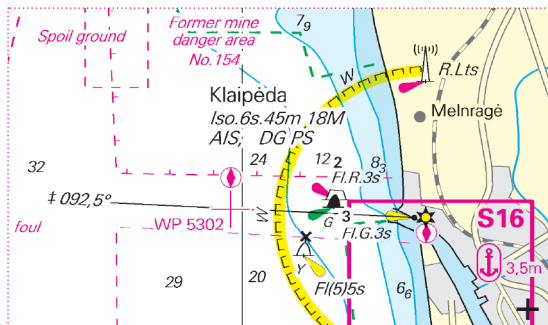 7₉
Former mine
danger area
No. 154
Spoil ground
W
R.Lts
Klaipėda
Iso.6s.45m 18M
AIS DG PS
Melnragė
32
24
12
2
8₃
Fl.R.3s
‡ 092,5°
W
G
3
S16
foul
WP 5302
Fl.G.3s
3,5m
29
20
Y
Fl(5)5s
6₆